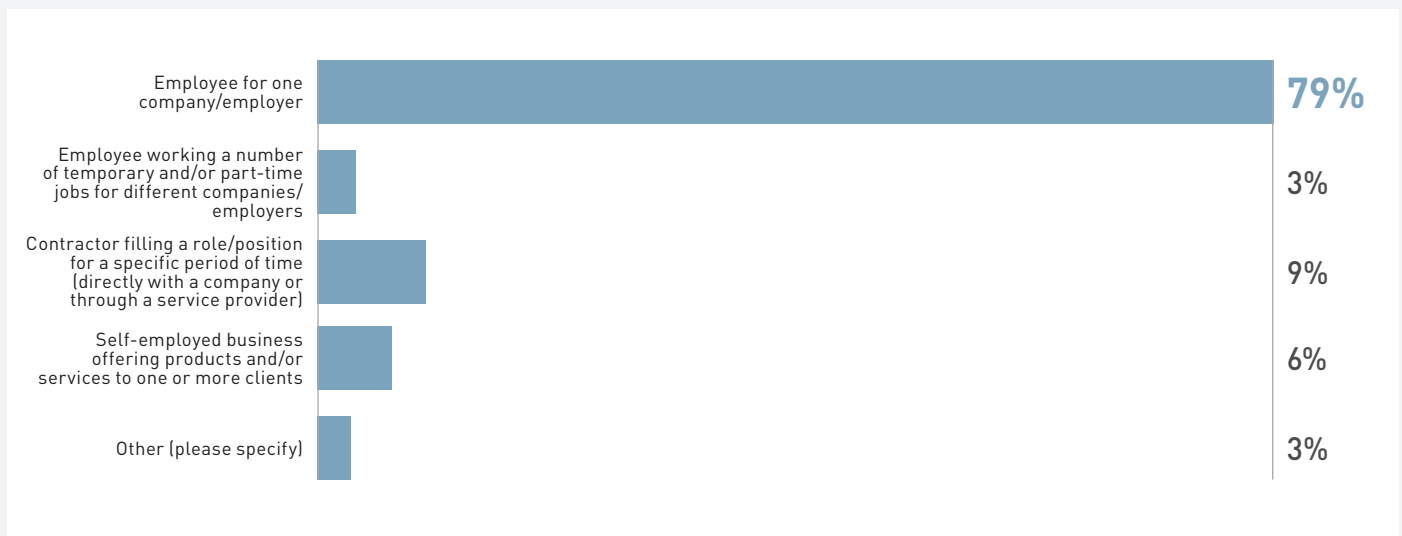 Employee for one
company/employer
79%
Employee working a number
of temporary and/or part-time
jobs for different companies/
employers
3%
Contractor filling a role/position
for a specific period of time
(directly with a company or
through a service provider)
9%
Self-employed business
offering products and/or
services to one or more clients
6%
Other (please specify)
3%